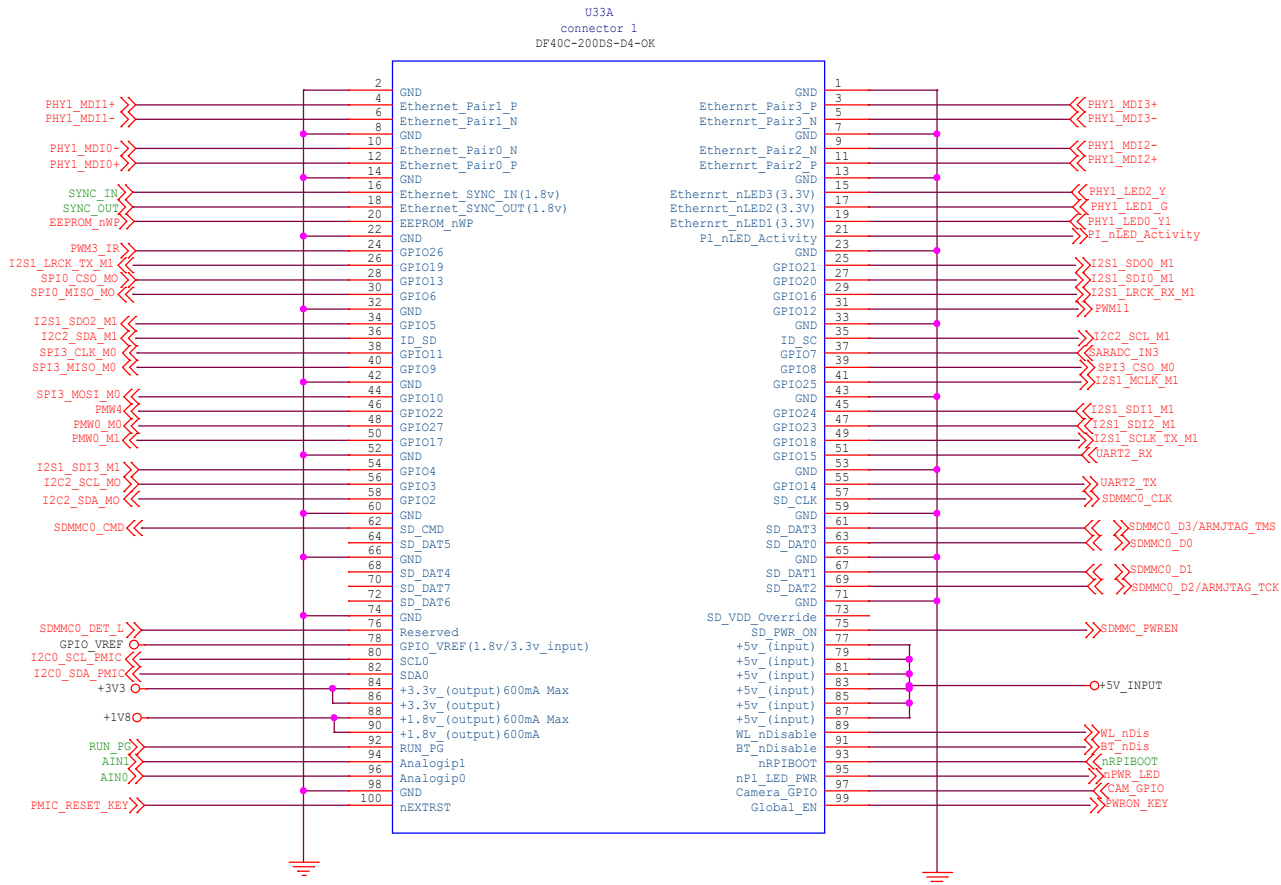 U33A
connector 1
DF40C-200DS-D4-OK
2 GND GND 1
PHY1_MDI1+ 4 Ethernet_Pair1_P Ethernrt_Pair3_P 3 PHY1_MDI3+
PHY1_MDI1- 6 Ethernet_Pair1_N Ethernrt_Pair3_N 5 PHY1_MDI3-
8 GND GND 7
PHY1_MDI0- 10 Ethernet_Pair0_N Ethernrt_Pair2_N 9 PHY1_MDI2-
PHY1_MDI0+ 12 Ethernet_Pair0_P Ethernrt_Pair2_P 11 PHY1_MDI2+
14 GND GND 13
SYNC_IN 16 Ethernet_SYNC_IN(1.8v) Ethernrt_nLED3(3.3V) 15 PHY1_LED2_Y
SYNC_OUT 18 Ethernet_SYNC_OUT(1.8v) Ethernrt_nLED2(3.3V) 17 PHY1_LED1_G
EEPROM_nWP 20 EEPROM_nWP Ethernrt_nLED1(3.3V) 19 PHY1_LED0_Y1
22 GND P1_nLED_Activity 21 PI_nLED_Activity
PWM3_IR 24 GPIO26 GND 23
I2S1_LRCK_TX_M1 26 GPIO19 GPIO21 25 I2S1_SDO0_M1
SPI0_CSO_MO 28 GPIO13 GPIO20 27 I2S1_SDI0_M1
SPI0_MISO_MO 30 GPIO6 GPIO16 29 I2S1_LRCK_RX_M1
32 GND GPIO12 31 PWM11
I2S1_SDO2_M1 34 GPIO5 GND 33
I2C2_SDA_M1 36 ID_SD ID_SC 35 I2C2_SCL_M1
SPI3_CLK_M0 38 GPIO11 GPIO7 37 SARADC_IN3
SPI3_MISO_M0 40 GPIO9 GPIO8 39 SPI3_CSO_M0
42 GND GPIO25 41 I2S1_MCLK_M1
SPI3_MOSI_M0 44 GPIO10 GND 43
PMW4 46 GPIO22 GPIO24 45 I2S1_SDI1_M1
PMW0_M0 48 GPIO27 GPIO23 47 I2S1_SDI2_M1
PMW0_M1 50 GPIO17 GPIO18 49 I2S1_SCLK_TX_M1
52 GND GPIO15 51 UART2_RX
I2S1_SDI3_M1 54 GPIO4 GND 53
I2C2_SCL_MO 56 GPIO3 GPIO14 55 UART2_TX
I2C2_SDA_MO 58 GPIO2 SD_CLK 57 SDMMC0_CLK
60 GND GND 59
SDMMC0_CMD 62 SD_CMD SD_DAT3 61 SDMMC0_D3/ARMJTAG_TMS
64 SD_DAT5 SD_DAT0 63 SDMMC0_D0
66 GND GND 65
68 SD_DAT4 SD_DAT1 67 SDMMC0_D1
70 SD_DAT7 SD_DAT2 69 SDMMC0_D2/ARMJTAG_TCK
72 SD_DAT6 GND 71
74 GND SD_VDD_Override 73
SDMMC0_DET_L 76 Reserved SD_PWR_ON 75 SDMMC_PWREN
GPIO_VREF 78 GPIO_VREF(1.8v/3.3v_input) +5v_(input) 77
I2C0_SCL_PMIC 80 SCL0 +5v_(input) 79
I2C0_SDA_PMIC 82 SDA0 +5v_(input) 81
+3V3 84 +3.3v_(output)600mA Max +5v_(input) 83 +5V_INPUT
86 +3.3v_(output) +5v_(input) 85
+1V8 88 +1.8v_(output)600mA Max +5v_(input) 87
90 +1.8v_(output)600mA WL_nDisable 89 WL_nDis
RUN_PG 92 RUN_PG BT_nDisable 91 BT_nDis
AIN1 94 Analogip1 nRPIBOOT 93 nRPIBOOT
AIN0 96 Analogip0 nP1_LED_PWR 95 nPWR_LED
98 GND Camera_GPIO 97 CAM_GPIO
PMIC_RESET_KEY 100 nEXTRST Global_EN 99 PWRON_KEY